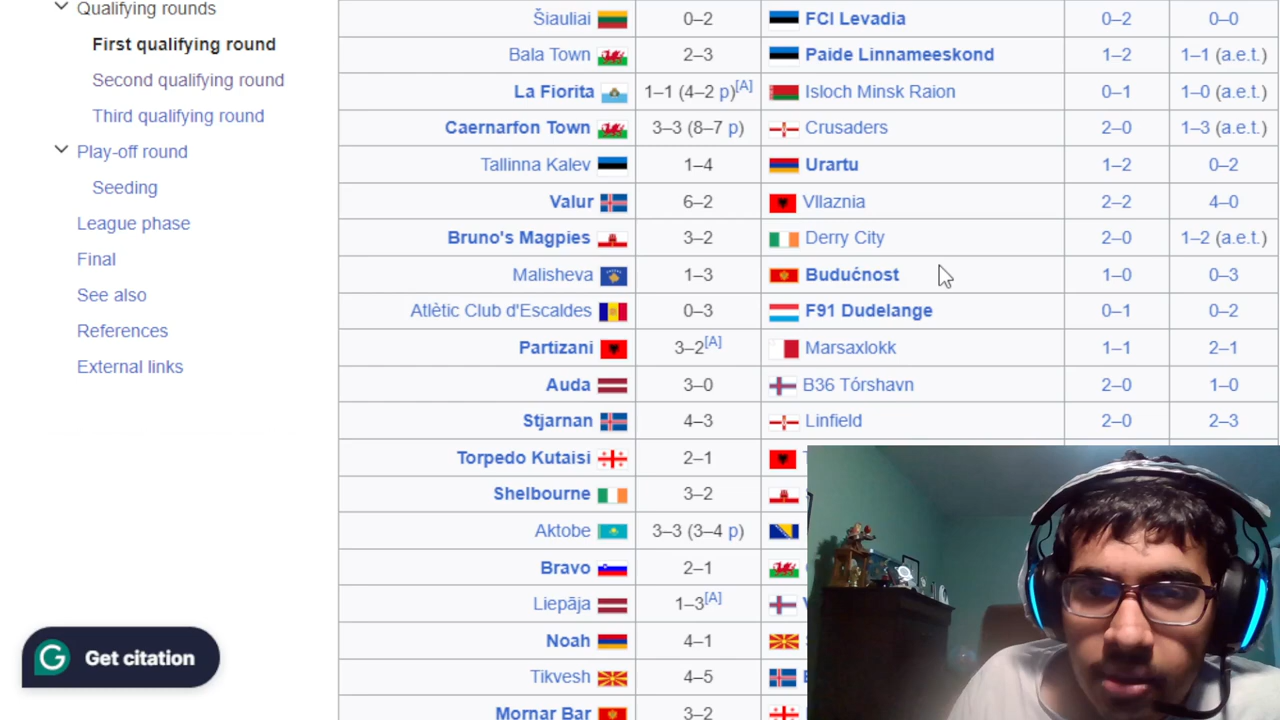 Qualifying rounds
First qualifying round
Second qualifying round
Third qualifying round
Play-off round
Seeding
League phase
Final
See also
References
External links
Get citation
Šiauliai 0–2 FCI Levadia 0–2 0–0
Bala Town 2–3 Paide Linnameeskond 1–2 1–1 (a.e.t.)
La Fiorita 1–1 (4–2 p)[A] Isloch Minsk Raion 0–1 1–0 (a.e.t.)
Caernarfon Town 3–3 (8–7 p) Crusaders 2–0 1–3 (a.e.t.)
Tallinna Kalev 1–4 Urartu 1–2 0–2
Valur 6–2 Vllaznia 2–2 4–0
Bruno's Magpies 3–2 Derry City 2–0 1–2 (a.e.t.)
Malisheva 1–3 Budućnost 1–0 0–3
Atlètic Club d'Escaldes 0–3 F91 Dudelange 0–1 0–2
Partizani 3–2[A] Marsaxlokk 1–1 2–1
Auda 3–0 B36 Tórshavn 2–0 1–0
Stjarnan 4–3 Linfield 2–0 2–3
Torpedo Kutaisi 2–1
Shelbourne 3–2
Aktobe 3–3 (3–4 p)
Bravo 2–1
Liepāja 1–3[A]
Noah 4–1
Tikvesh 4–5
Mornar Bar 3–2